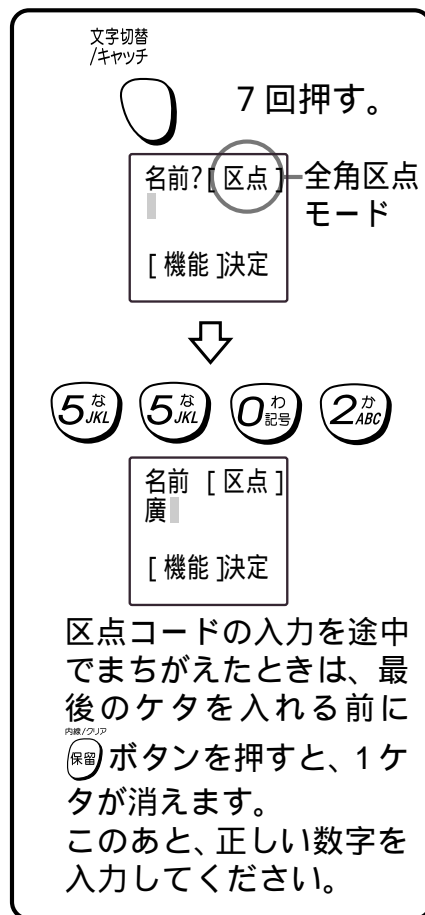 文字切替
/キャッチ
7回押す。
名前?[ 区点 ]
全角区点
モード
[ 機能 ]決定
5な JKL 5な JKL 0わ 記号 2か ABC
名前 [ 区点 ]
廣
[ 機能 ]決定
区点コードの入力を途中
でまちがえたときは、最
後のケタを入れる前に
内線/クリア
保留 ボタンを押すと、1ケ
タが消えます。
このあと、正しい数字を
入力してください。